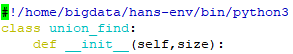 #!/home/bigdata/hans-env/bin/python3
class union_find:
    def __init__(self,size):